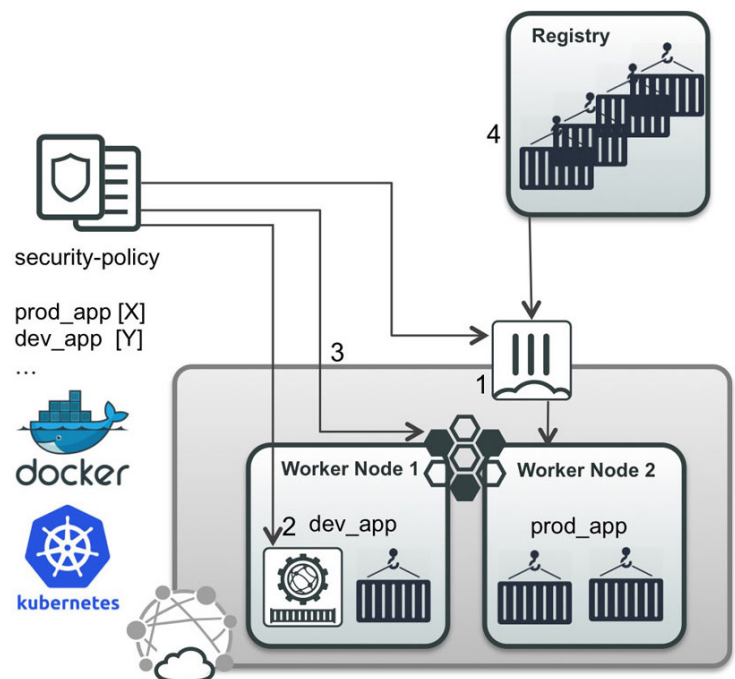 Registry
4
security-policy
prod_app [X]
dev_app [Y]
...
3
1
docker
Worker Node 1
Worker Node 2
2 dev_app
prod_app
kubernetes